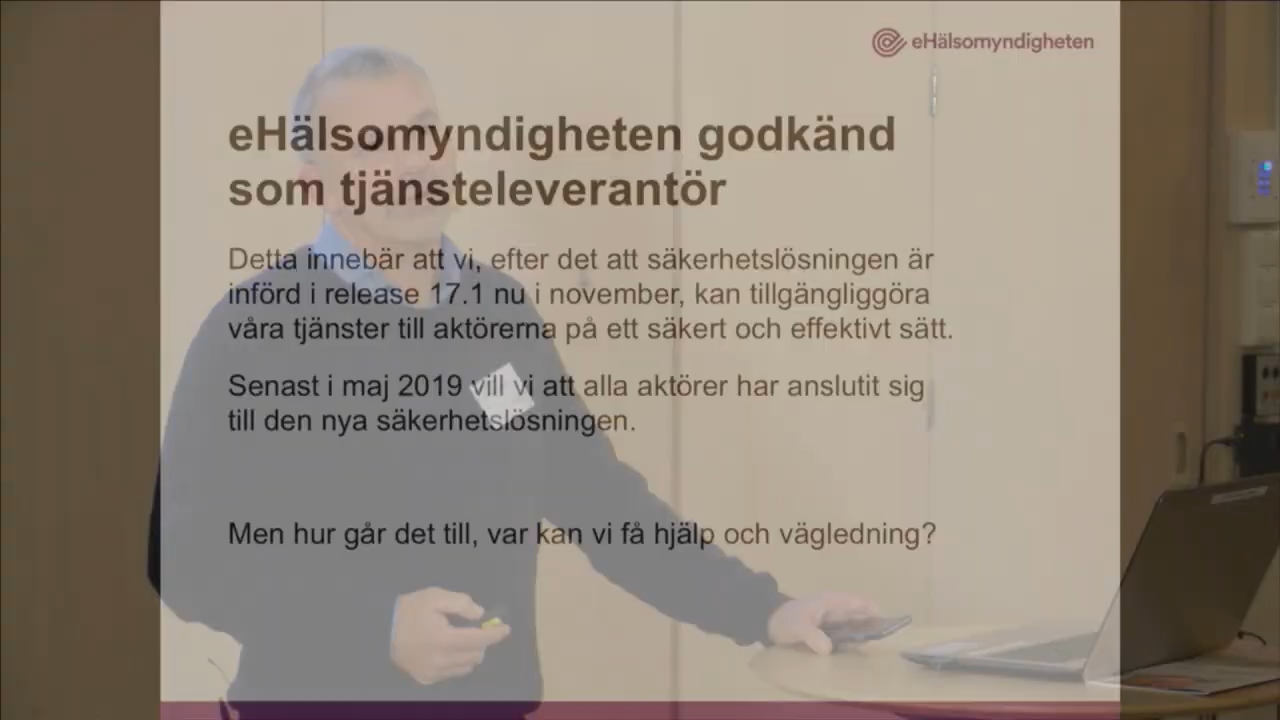 eHälsomyndigheten
eHälsomyndigheten godkänd
som tjänsteleverantör
Detta innebär att vi, efter det att säkerhetslösningen är
införd i release 17.1 nu i november, kan tillgängliggöra
våra tjänster till aktörerna på ett säkert och effektivt sätt.
Senast i maj 2019 vill vi att alla aktörer har anslutit sig
till den nya säkerhetslösningen.
Men hur går det till, var kan vi få hjälp och vägledning?